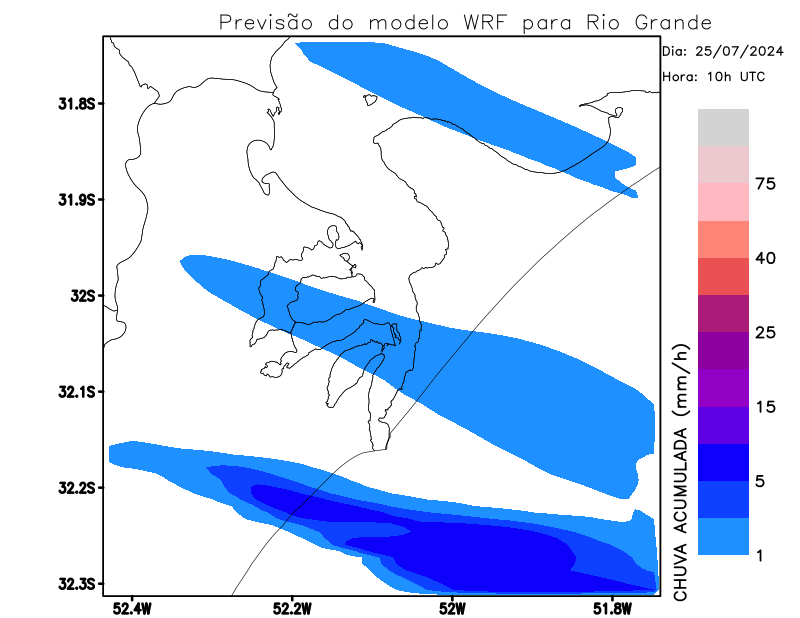 Previsão do modelo WRF para Rio Grande
Dia: 25/07/2024
Hora: 10h UTC
31.8S
31.9S
32S
32.1S
32.2S
32.3S
52.4W
52.2W
52W
51.8W
75
40
25
15
5
1
CHUVA ACUMULADA (mm/h)